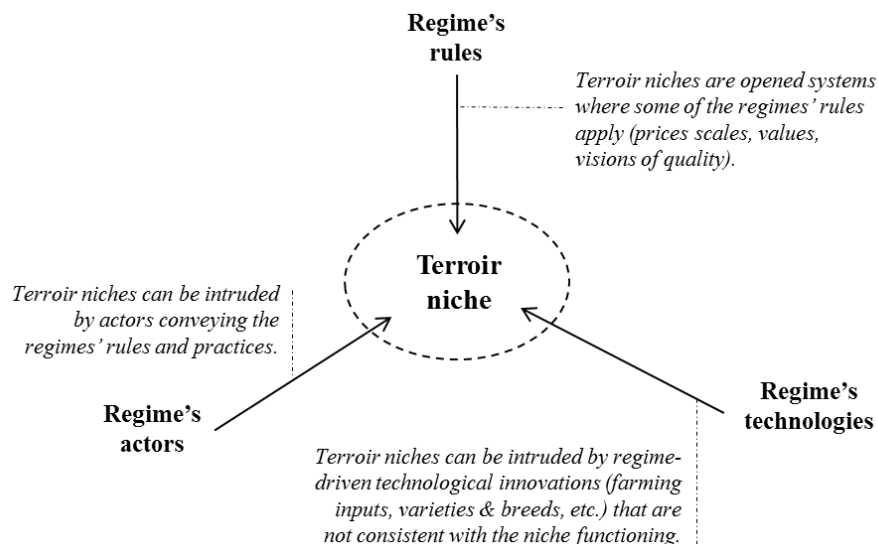 Regime’s
rules
Terroir niches are opened systems
where some of the regimes’ rules
apply (prices scales, values,
visions of quality).
Terroir
niche
Terroir niches can be intruded
by actors conveying the
regimes’ rules and practices.
Regime’s
actors
Regime’s
technologies
Terroir niches can be intruded by regime-
driven technological innovations (farming
inputs, varieties & breeds, etc.) that are
not consistent with the niche functioning.